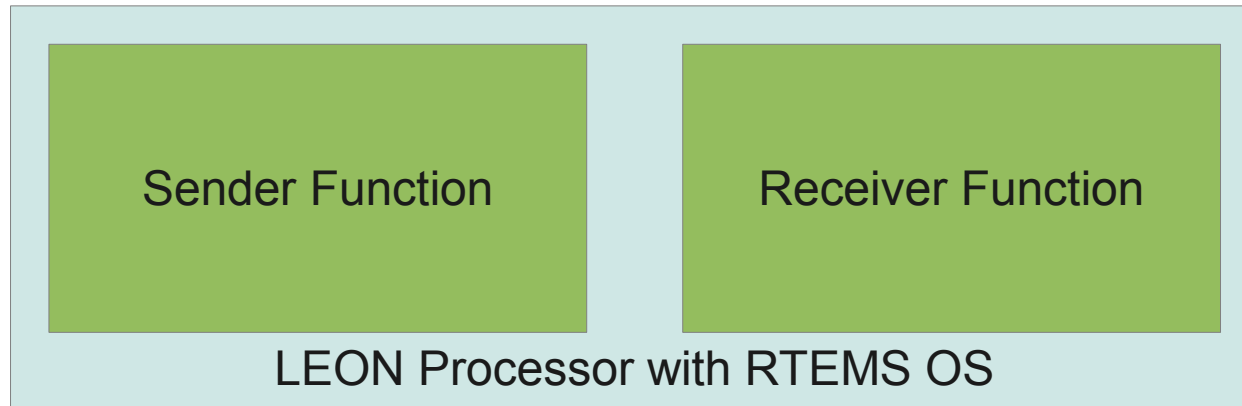 Sender Function
Receiver Function
LEON Processor with RTEMS OS